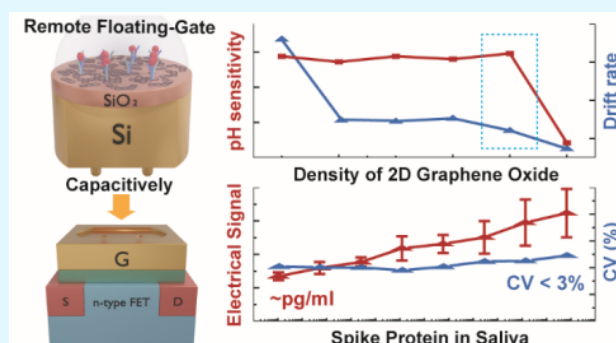 Remote Floating-Gate
SiO2
Si
Capacitively
G
S n-type FET D
pH sensitivity
Drift rate
Density of 2D Graphene Oxide
Electrical Signal
CV (%)
~pg/ml
CV < 3%
Spike Protein in Saliva